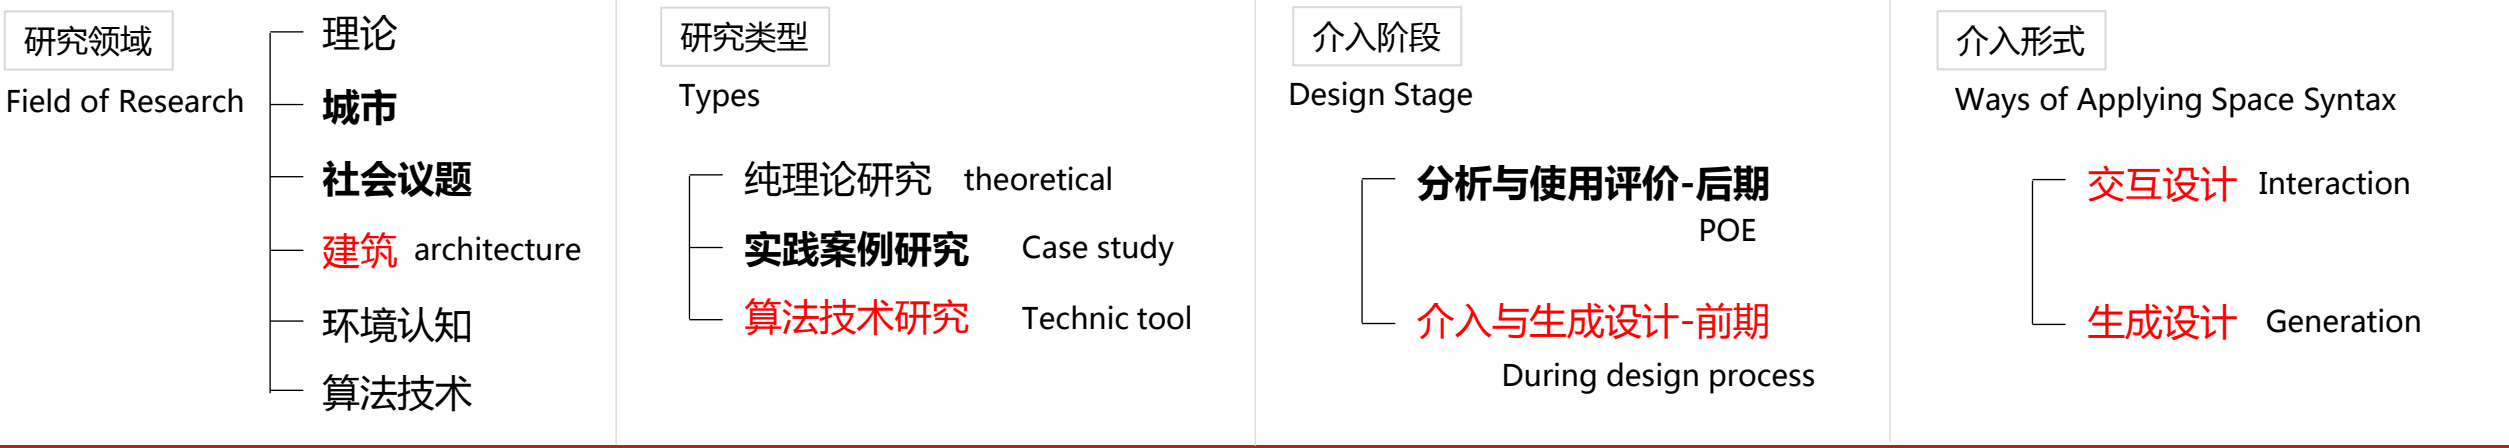 研究领域
Field of Research
理论
城市
社会议题
建筑 architecture
环境认知
算法技术
研究类型
Types
纯理论研究 theoretical
实践案例研究 Case study
算法技术研究 Technic tool
介入阶段
Design Stage
分析与使用评价-后期
POE
介入与生成设计-前期
During design process
介入形式
Ways of Applying Space Syntax
交互设计 Interaction
生成设计 Generation